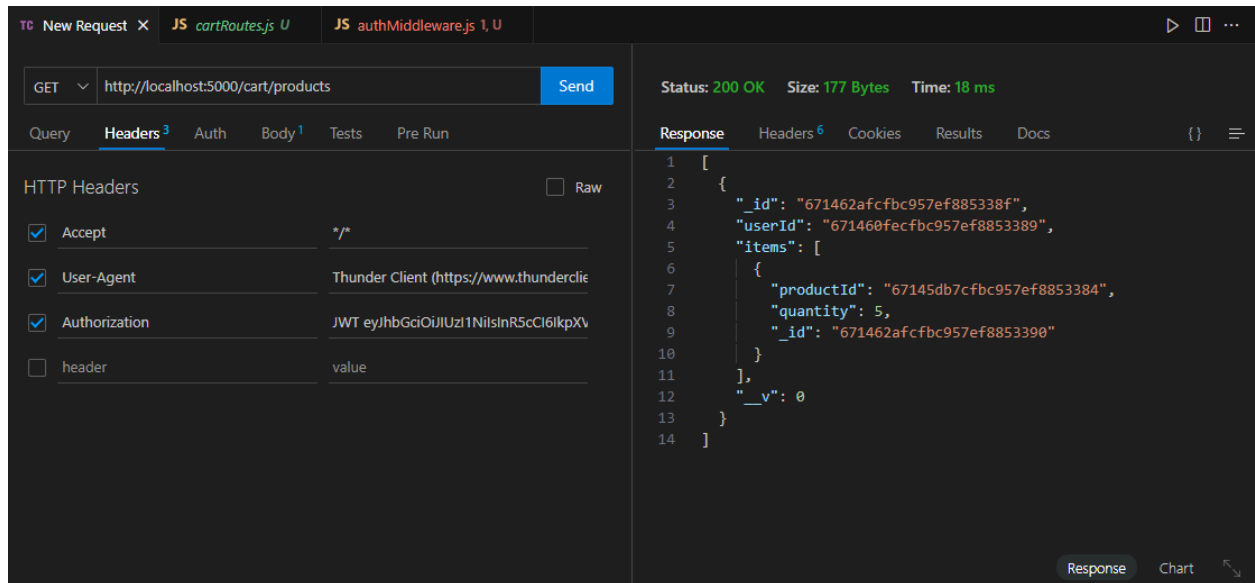 TC New Request × JS cartRoutes.js U JS authMiddleware.js 1, U
GET http://localhost:5000/cart/products Send
Query Headers 3 Auth Body 1 Tests Pre Run
HTTP Headers Raw
Accept */*
User-Agent Thunder Client (https://www.thunderclie
Authorization JWT eyJhbGciOiJIUzI1NiIsInR5cCI6IkpXV
header value
Status: 200 OK Size: 177 Bytes Time: 18 ms
Response Headers 6 Cookies Results Docs {}
1 [
2 {
3 "_id": "671462afcfbc957ef885338f",
4 "userId": "671460fecfbc957ef8853389",
5 "items": [
6 {
7 "productId": "67145db7cfbc957ef8853384",
8 "quantity": 5,
9 "_id": "671462afcfbc957ef8853390"
10 }
11 ],
12 "__v": 0
13 }
14 ]
Response Chart